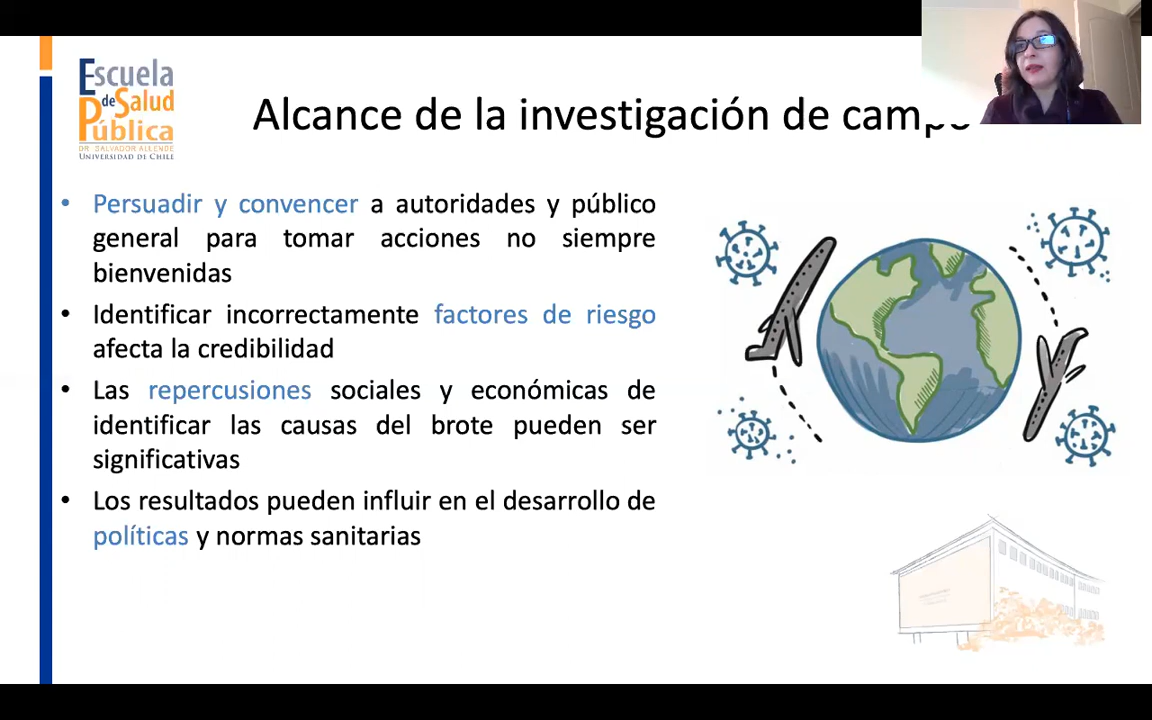 Escuela
de Salud
Pública
DR. SALVADOR ALLENDE
UNIVERSIDAD DE CHILE
Alcance de la investigación de campo
• Persuadir y convencer a autoridades y público
general para tomar acciones no siempre
bienvenidas
• Identificar incorrectamente factores de riesgo
afecta la credibilidad
• Las repercusiones sociales y económicas de
identificar las causas del brote pueden ser
significativas
• Los resultados pueden influir en el desarrollo de
políticas y normas sanitarias